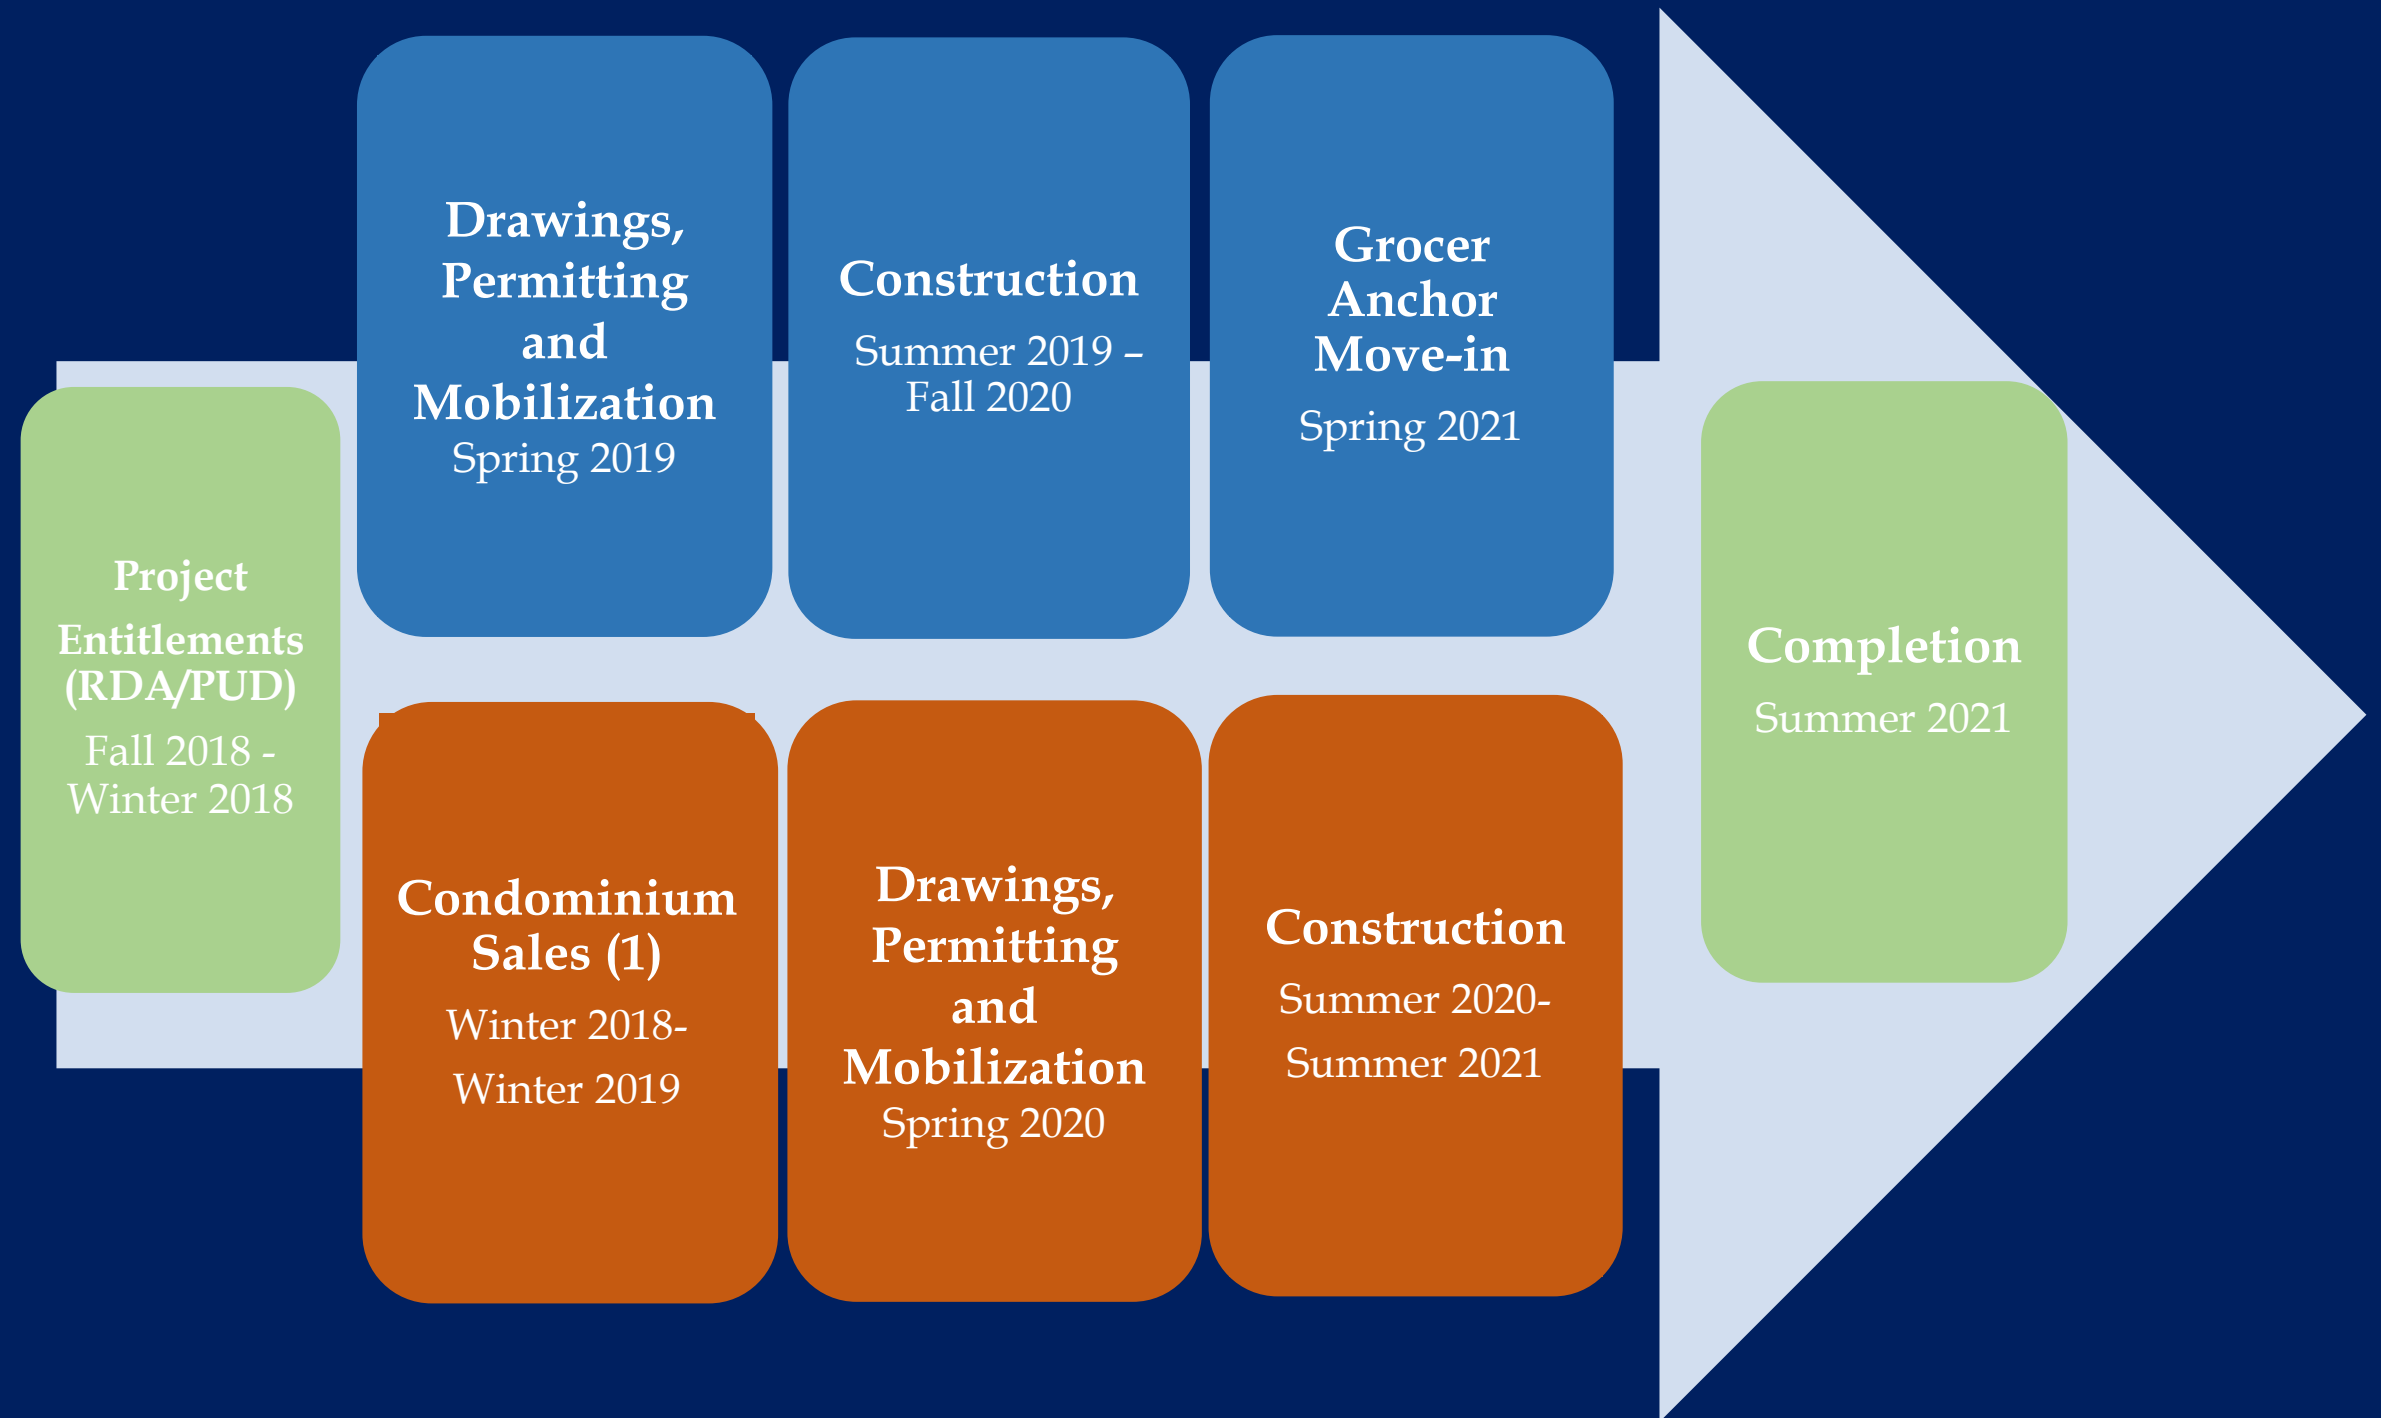 Project
Entitlements
(RDA/PUD)
Fall 2018 -
Winter 2018
Drawings,
Permitting
and
Mobilization
Spring 2019
Construction
Summer 2019 –
Fall 2020
Grocer
Anchor
Move-in
Spring 2021
Condominium
Sales (1)
Winter 2018-
Winter 2019
Drawings,
Permitting
and
Mobilization
Spring 2020
Construction
Summer 2020-
Summer 2021
Completion
Summer 2021